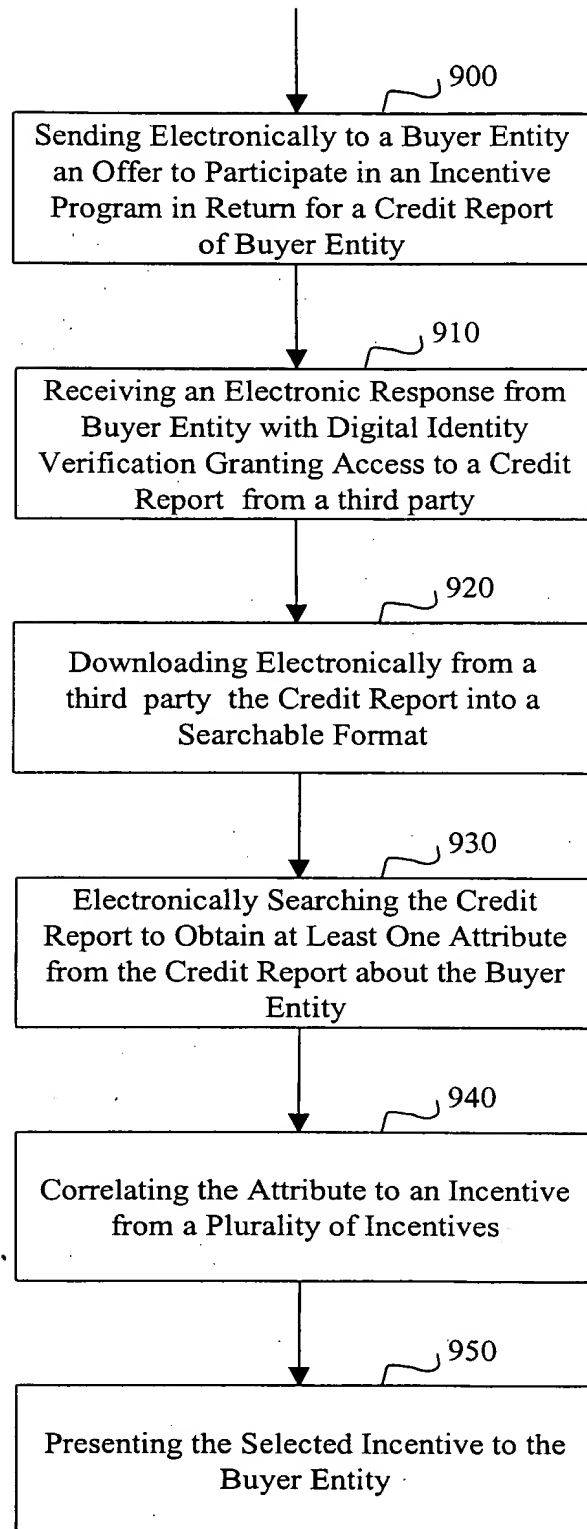 900
Sending Electronically to a Buyer Entity
an Offer to Participate in an Incentive
Program in Return for a Credit Report
of Buyer Entity
910
Receiving an Electronic Response from
Buyer Entity with Digital Identity
Verification Granting Access to a Credit
Report from a third party
920
Downloading Electronically from a
third party the Credit Report into a
Searchable Format
930
Electronically Searching the Credit
Report to Obtain at Least One Attribute
from the Credit Report about the Buyer
Entity
940
Correlating the Attribute to an Incentive
from a Plurality of Incentives
950
Presenting the Selected Incentive to the
Buyer Entity